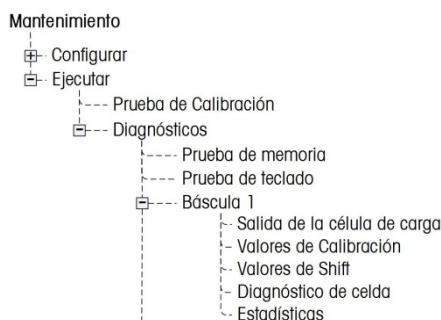 Mantenimiento
Configurar
Ejecutar
Prueba de Calibración
Diagnósticos
Prueba de memoria
Prueba de teclado
Báscula 1
Salida de la célula de carga
Valores de Calibración
Valores de Shift
Diagnóstico de celda
Estadísticas